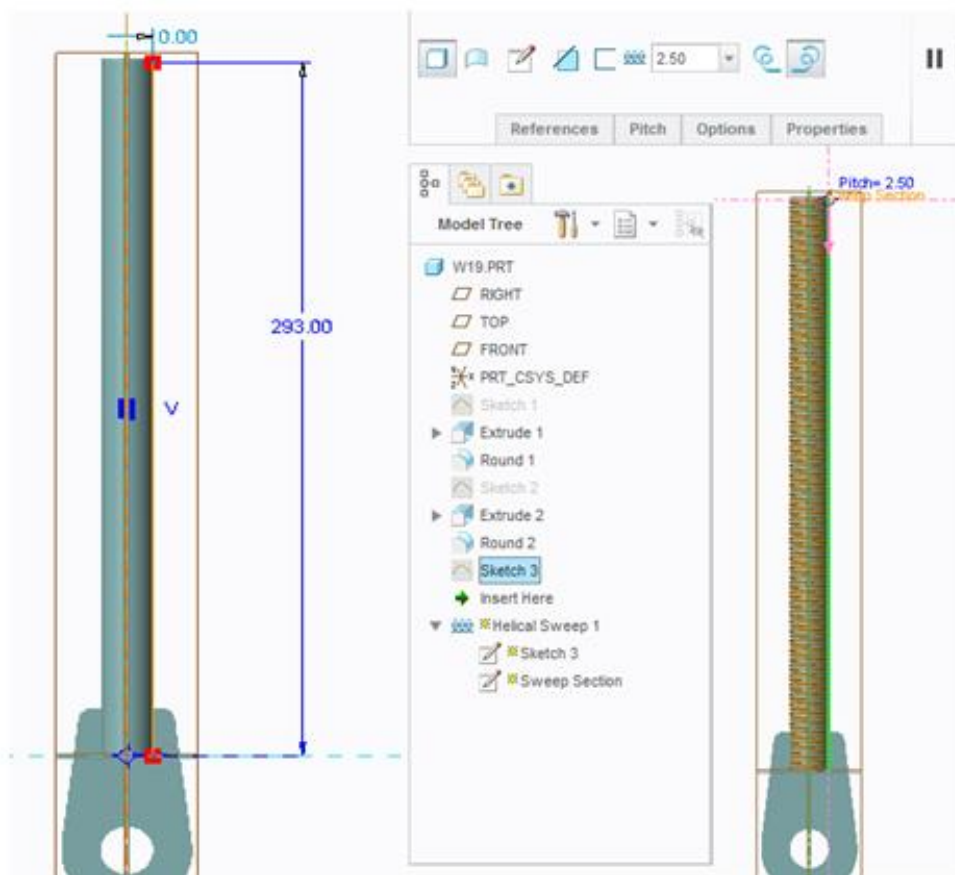 0.00
293.00
V
2.50
References Pitch Options Properties
Model Tree
W19.PRT
RIGHT
TOP
FRONT
PRT_CSYS_DEF
Sketch 1
Extrude 1
Round 1
Sketch 2
Extrude 2
Round 2
Sketch 3
Insert Here
Helical Sweep 1
Sketch 3
Sweep Section
Pitch= 2.50
Section